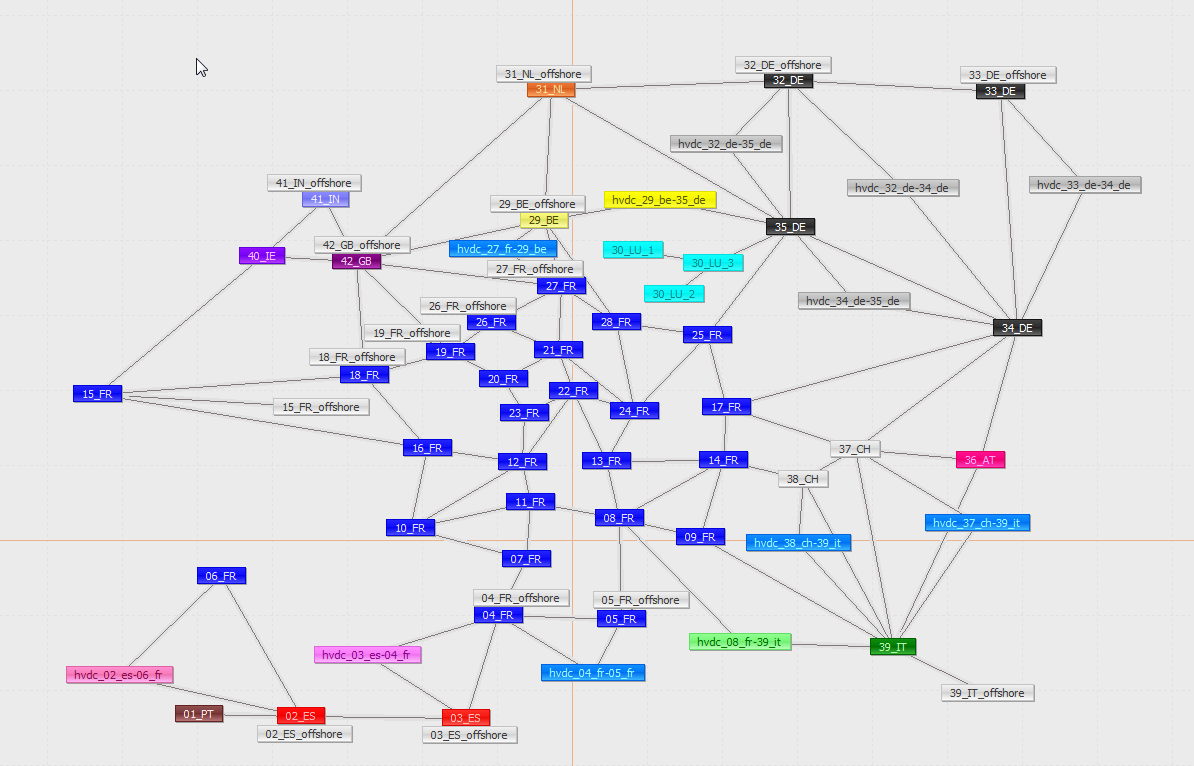 32_DE_offshore
31_NL_offshore
33_DE_offshore
32_DE
31_NL
33_DE
hvdc_32_de-35_de
41_IN_offshore
hvdc_32_de-34_de
hvdc_33_de-34_de
41_IN
29_BE_offshore
hvdc_29_be-35_de
29_BE
35_DE
42_GB_offshore
hvdc_27_fr-29_be
30_LU_1
40_IE
42_GB
30_LU_3
27_FR_offshore
27_FR
30_LU_2
hvdc_34_de-35_de
26_FR_offshore
26_FR
28_FR
34_DE
19_FR_offshore
25_FR
19_FR
21_FR
18_FR_offshore
18_FR
20_FR
22_FR
15_FR
15_FR_offshore
23_FR
24_FR
17_FR
16_FR
37_CH
12_FR
13_FR
14_FR
36_AT
38_CH
11_FR
08_FR
10_FR
hvdc_37_ch-39_it
09_FR
hvdc_38_ch-39_it
07_FR
06_FR
04_FR_offshore
05_FR_offshore
04_FR
05_FR
hvdc_08_fr-39_it
39_IT
hvdc_03_es-04_fr
hvdc_02_es-06_fr
hvdc_04_fr-05_fr
39_IT_offshore
01_PT
02_ES
03_ES
02_ES_offshore
03_ES_offshore